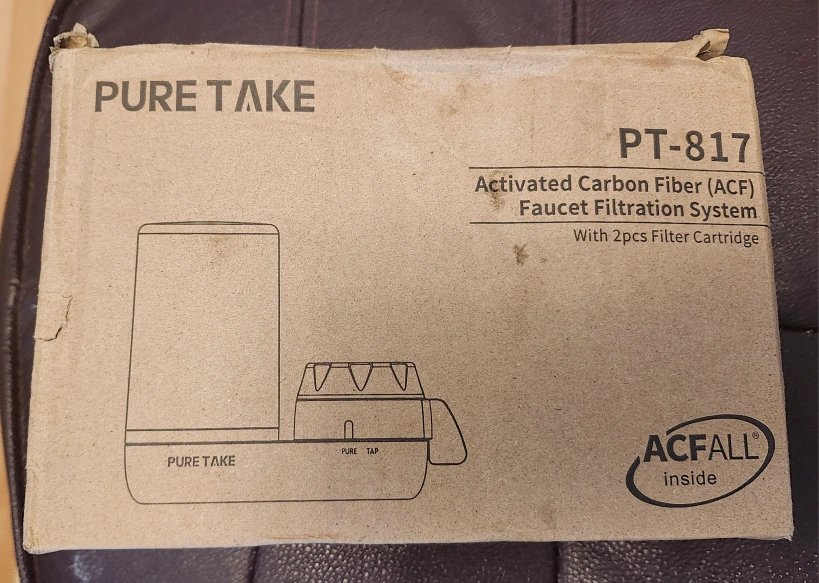 PURE TAKE
PT-817
Activated Carbon Fiber (ACF)
Faucet Filtration System
With 2pcs Filter Cartridge
PURE TAP
PURE TAKE
ACFALL®
inside